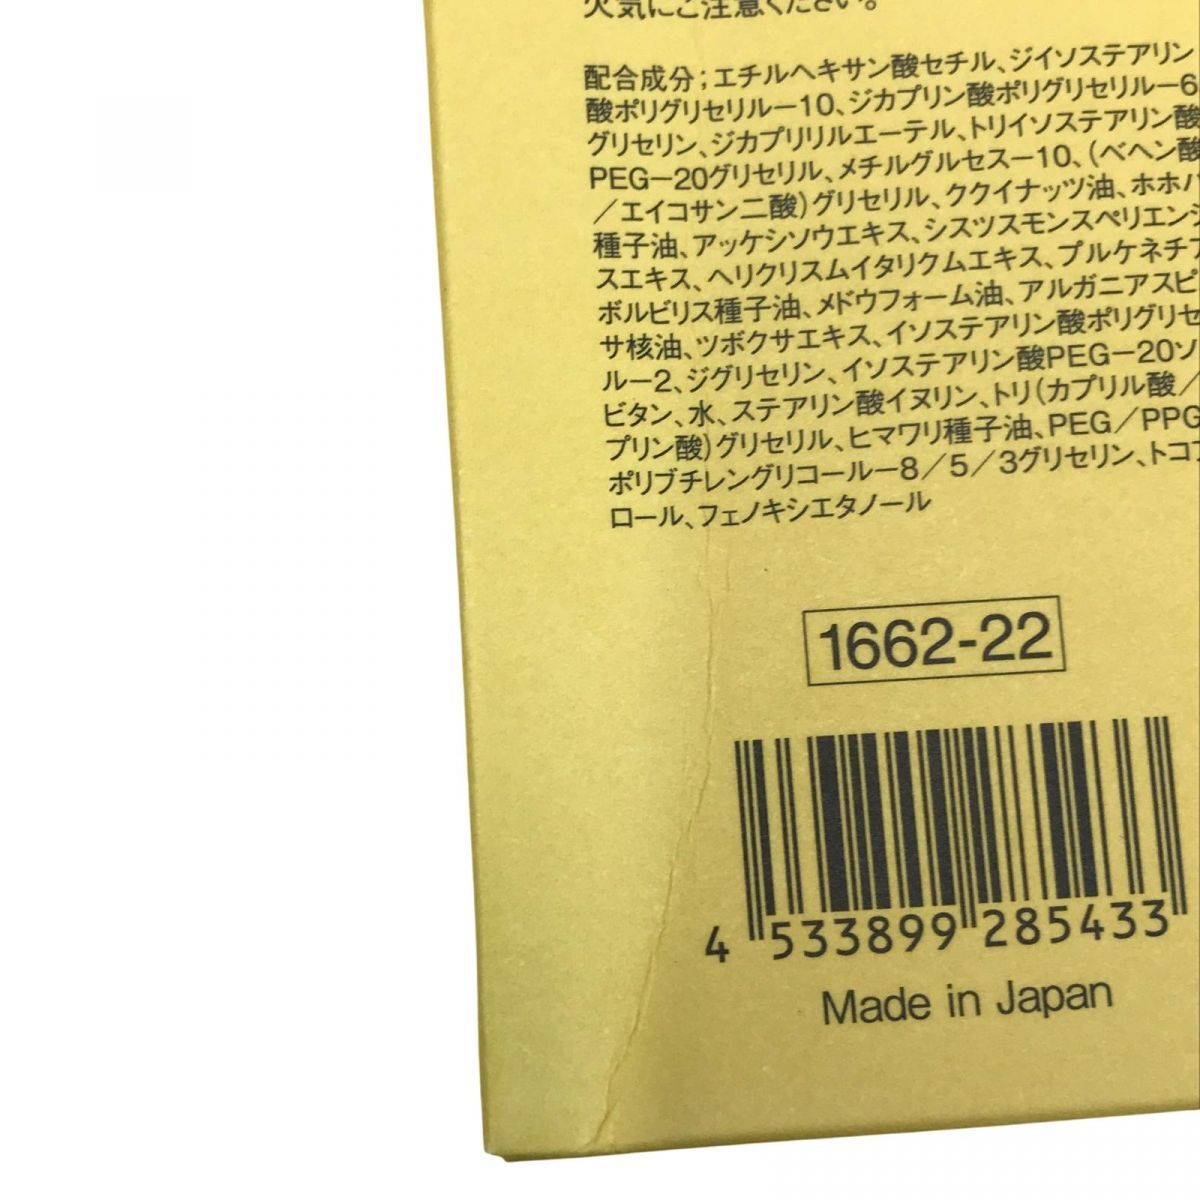 火気にご注意ください。
配合成分；エチルヘキサン酸セチル、ジイソステアリン
酸ポリグリセリル－10、ジカプリン酸ポリグリセリル－6、
グリセリン、ジカプリリルエーテル、トリイソステアリン酸
PEG－20グリセリル、メチルグルセス－10、（ベヘン酸
／エイコサン二酸）グリセリル、ククイナッツ油、ホホバ
種子油、アッケシソウエキス、シスツスモンスペリエンシ
スエキス、ヘリクリスムイタリクムエキス、プルケネチア
ボルビリス種子油、メドウフォーム油、アルガニアスピ
サ核油、ツボクサエキス、イソステアリン酸ポリグリセ
ル－2、ジグリセリン、イソステアリン酸PEG－20ソ
ビタン、水、ステアリン酸イヌリン、トリ（カプリル酸／
プリン酸）グリセリル、ヒマワリ種子油、PEG／PPG
ポリブチレングリコール－8／5／3グリセリン、トコフ
ロール、フェノキシエタノール
1662-22
4 533899 285433
Made in Japan